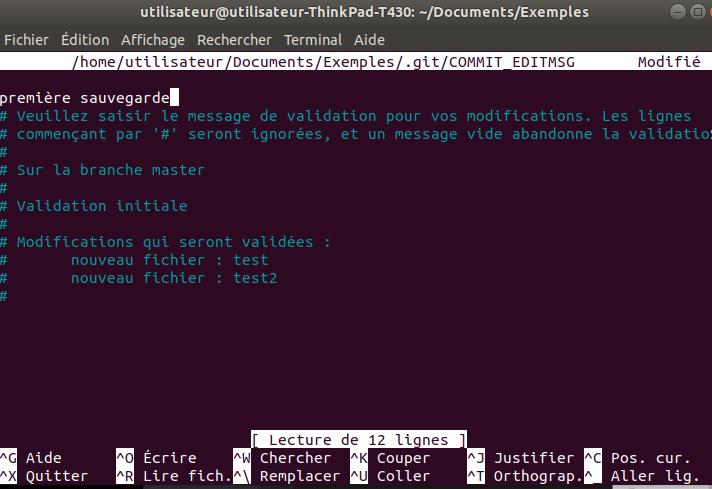 utilisateur@utilisateur-ThinkPad-T430: ~/Documents/Exemples
Fichier Édition Affichage Rechercher Terminal Aide
/home/utilisateur/Documents/Exemples/.git/COMMIT_EDITMSG Modifié
première sauvegarde
# Veuillez saisir le message de validation pour vos modifications. Les lignes
# commençant par '#' seront ignorées, et un message vide abandonne la validatio$
#
# Sur la branche master
#
# Validation initiale
#
# Modifications qui seront validées :
# nouveau fichier : test
# nouveau fichier : test2
#
[ Lecture de 12 lignes ]
^G Aide ^O Écrire ^W Chercher ^K Couper ^J Justifier ^C Pos. cur.
^X Quitter ^R Lire fich. ^\ Remplacer ^U Coller ^T Orthograp. ^_ Aller lig.